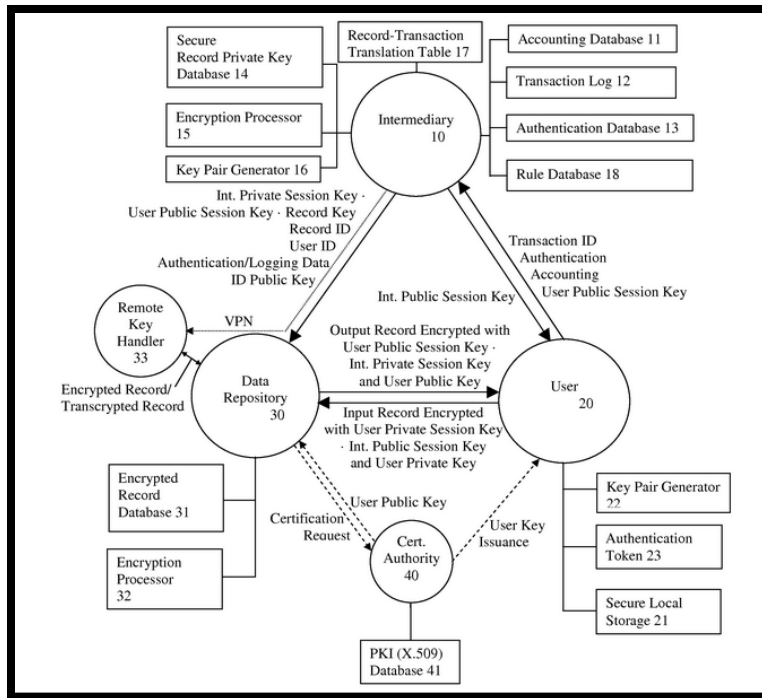 Secure
Record Private Key
Database 14
Record-Transaction
Translation Table 17
Accounting Database 11
Transaction Log 12
Encryption Processor
15
Intermediary
10
Authentication Database 13
Key Pair Generator 16
Rule Database 18
Int. Private Session Key ·
User Public Session Key · Record Key
Record ID
User ID
Authentication/Logging Data
ID Public Key
Transaction ID
Authentication
Accounting
User Public Session Key
Int. Public Session Key
Remote
Key
Handler
33
VPN
Output Record Encrypted with
User Public Session Key ·
Int. Private Session Key
and User Public Key
Encrypted Record/
Transcrypted Record
Data
Repository
30
User
20
Input Record Encrypted
with User Private Session Key
· Int. Public Session Key
and User Private Key
Encrypted
Record
Database 31
User Public Key
Certification
Request
User Key
Issuance
Key Pair Generator
22
Encryption
Processor
32
Cert.
Authority
40
Authentication
Token 23
Secure Local
Storage 21
PKI (X.509)
Database 41